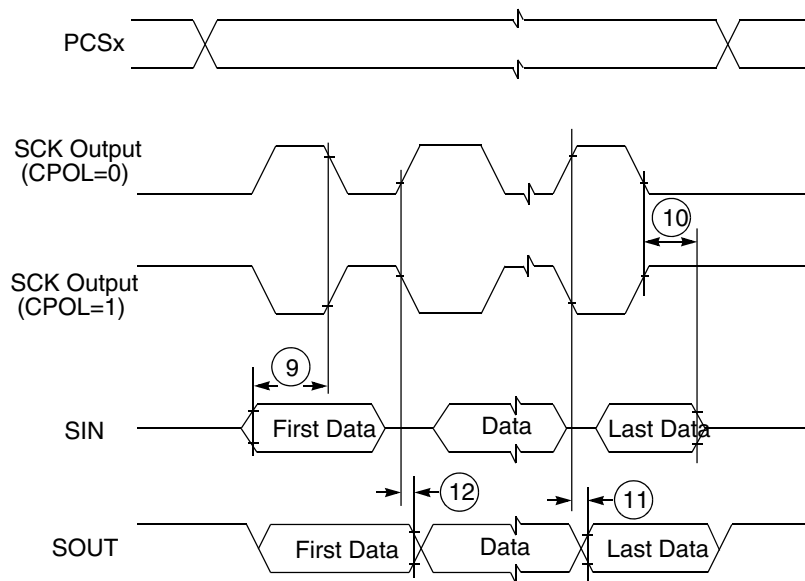 PCSx
SCK Output
(CPOL=0)
10
SCK Output
(CPOL=1)
9
SIN
First Data
Data
Last Data
12
11
SOUT
First Data
Data
Last Data